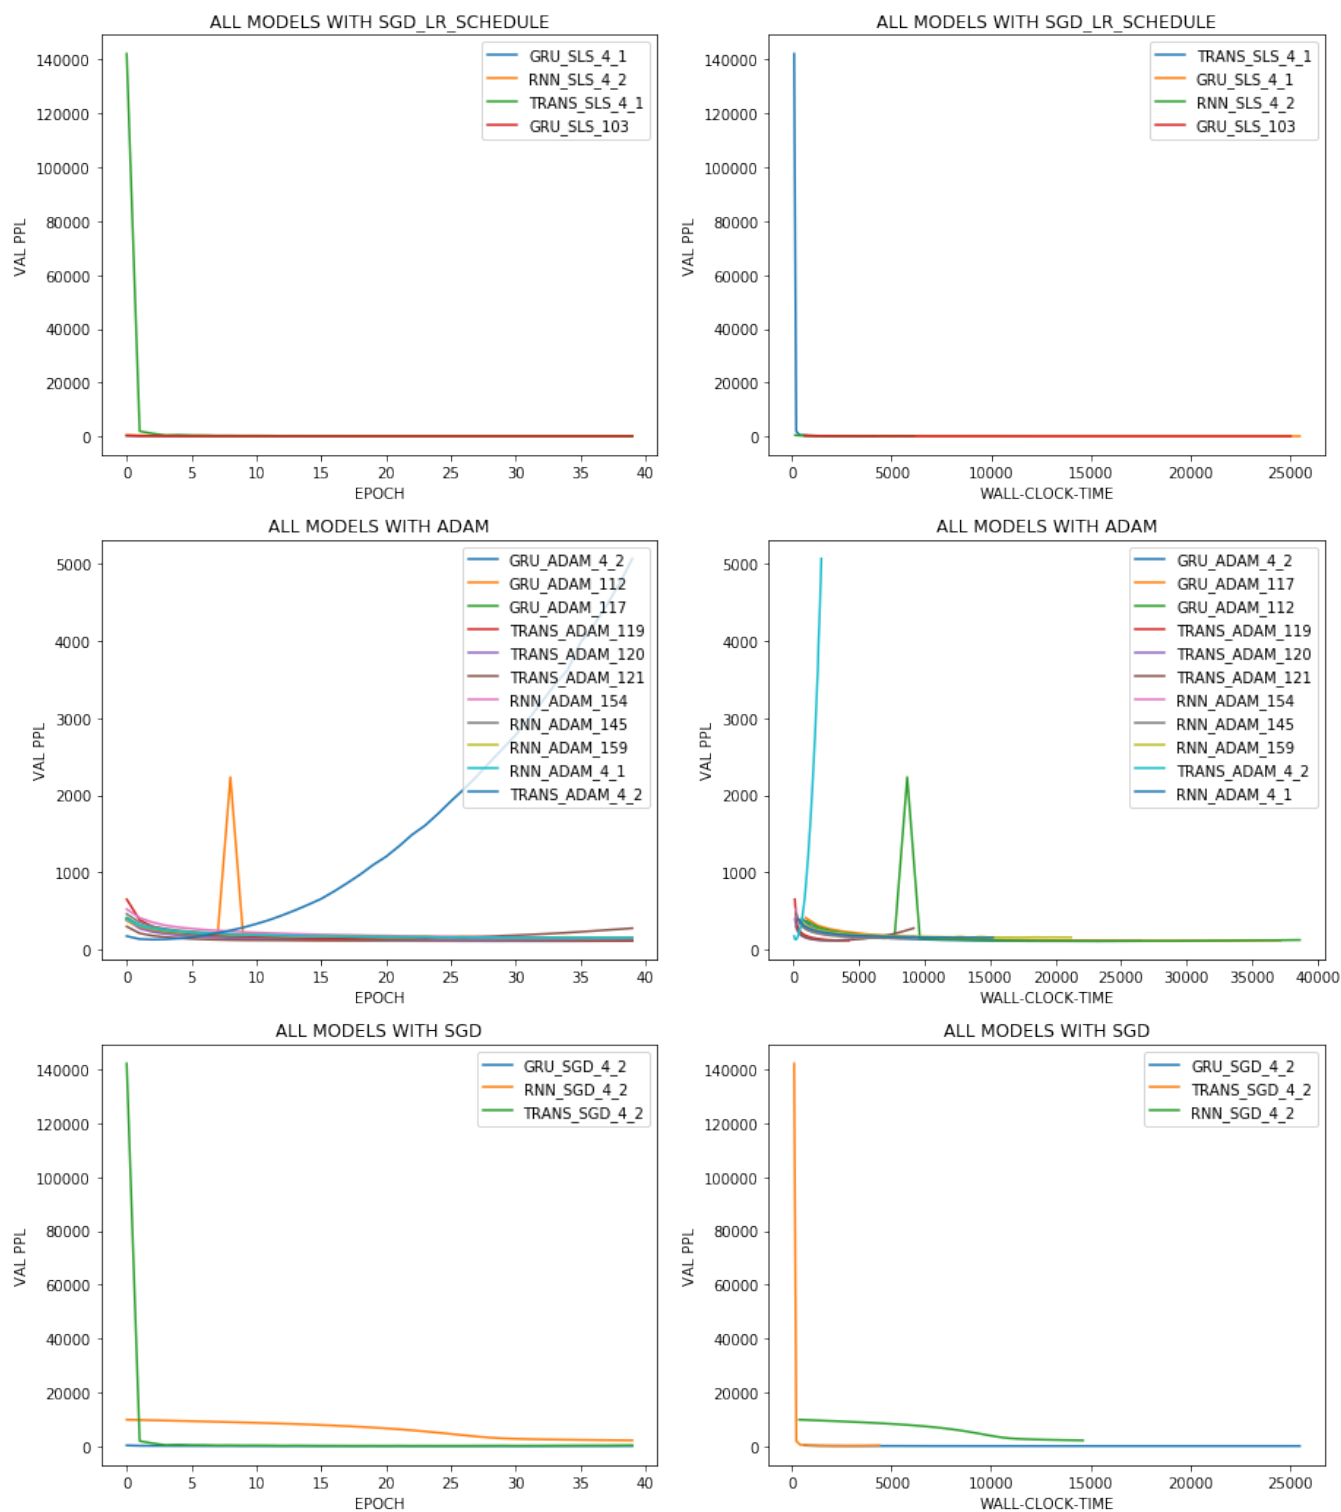 ALL MODELS WITH SGD_LR_SCHEDULE
140000
120000
100000
80000
60000
40000
20000
0
VAL PPL
GRU_SLS_4_1
RNN_SLS_4_2
TRANS_SLS_4_1
GRU_SLS_103
0 5 10 15 20 25 30 35 40
EPOCH
ALL MODELS WITH SGD_LR_SCHEDULE
140000
120000
100000
80000
60000
40000
20000
0
VAL PPL
TRANS_SLS_4_1
GRU_SLS_4_1
RNN_SLS_4_2
GRU_SLS_103
0 5000 10000 15000 20000 25000
WALL-CLOCK-TIME
ALL MODELS WITH ADAM
5000
4000
3000
2000
1000
0
VAL PPL
GRU_ADAM_4_2
GRU_ADAM_112
GRU_ADAM_117
TRANS_ADAM_119
TRANS_ADAM_120
TRANS_ADAM_121
RNN_ADAM_154
RNN_ADAM_145
RNN_ADAM_159
RNN_ADAM_4_1
TRANS_ADAM_4_2
0 5 10 15 20 25 30 35 40
EPOCH
ALL MODELS WITH ADAM
5000
4000
3000
2000
1000
0
VAL PPL
GRU_ADAM_4_2
GRU_ADAM_117
GRU_ADAM_112
TRANS_ADAM_119
TRANS_ADAM_120
TRANS_ADAM_121
RNN_ADAM_154
RNN_ADAM_145
RNN_ADAM_159
TRANS_ADAM_4_2
RNN_ADAM_4_1
0 5000 10000 15000 20000 25000 30000 35000 40000
WALL-CLOCK-TIME
ALL MODELS WITH SGD
140000
120000
100000
80000
60000
40000
20000
0
VAL PPL
GRU_SGD_4_2
RNN_SGD_4_2
TRANS_SGD_4_2
0 5 10 15 20 25 30 35 40
EPOCH
ALL MODELS WITH SGD
140000
120000
100000
80000
60000
40000
20000
0
VAL PPL
GRU_SGD_4_2
TRANS_SGD_4_2
RNN_SGD_4_2
0 5000 10000 15000 20000 25000
WALL-CLOCK-TIME